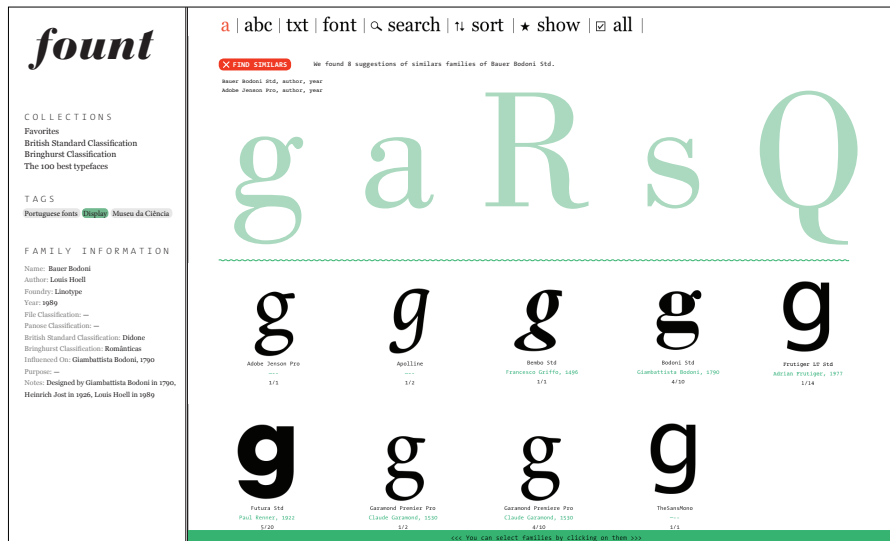 fount
COLLECTIONS
Favorites
British Standard Classification
Bringhurst Classification
The 100 best typefaces
TAGS
Portuguese fonts Display Museu da Ciência
FAMILY INFORMATION
Name: Bauer Bodoni
Author: Louis Hoell
Foundry: Linotype
Year: 1989
File Classification: —
Panose Classification: —
British Standard Classification: Didone
Bringhurst Classification: Românticas
Influenced On: Giambattista Bodoni, 1790
Purpose: —
Notes: Designed by Giambattista Bodoni in 1790,
Heinrich Jost in 1926, Louis Hoell in 1989
a | abc | txt | font | search | ↑↓ sort | ★ show | ☑ all |
X FIND SIMILARS We found 8 suggestions of similars families of Bauer Bodoni Std.
Bauer Bodoni Std, author, year
Adobe Jenson Pro, author, year
g a R s Q
g g g g g
Adobe Jenson Pro Apolline Bembo Std Bodoni Std Frutiger LT Std
---- ---- Francesco Griffo, 1496 Giambattista Bodoni, 1790 Adrian Frutiger, 1977
1/1 1/2 1/1 4/10 1/14
g g g g
Futura Std Garamond Premier Pro Garamond Premiere Pro TheSansMono
Paul Renner, 1922 Claude Garamond, 1530 Claude Garamond, 1530 ----
5/20 1/2 4/10 1/1
<<< You can select families by clicking on them >>>